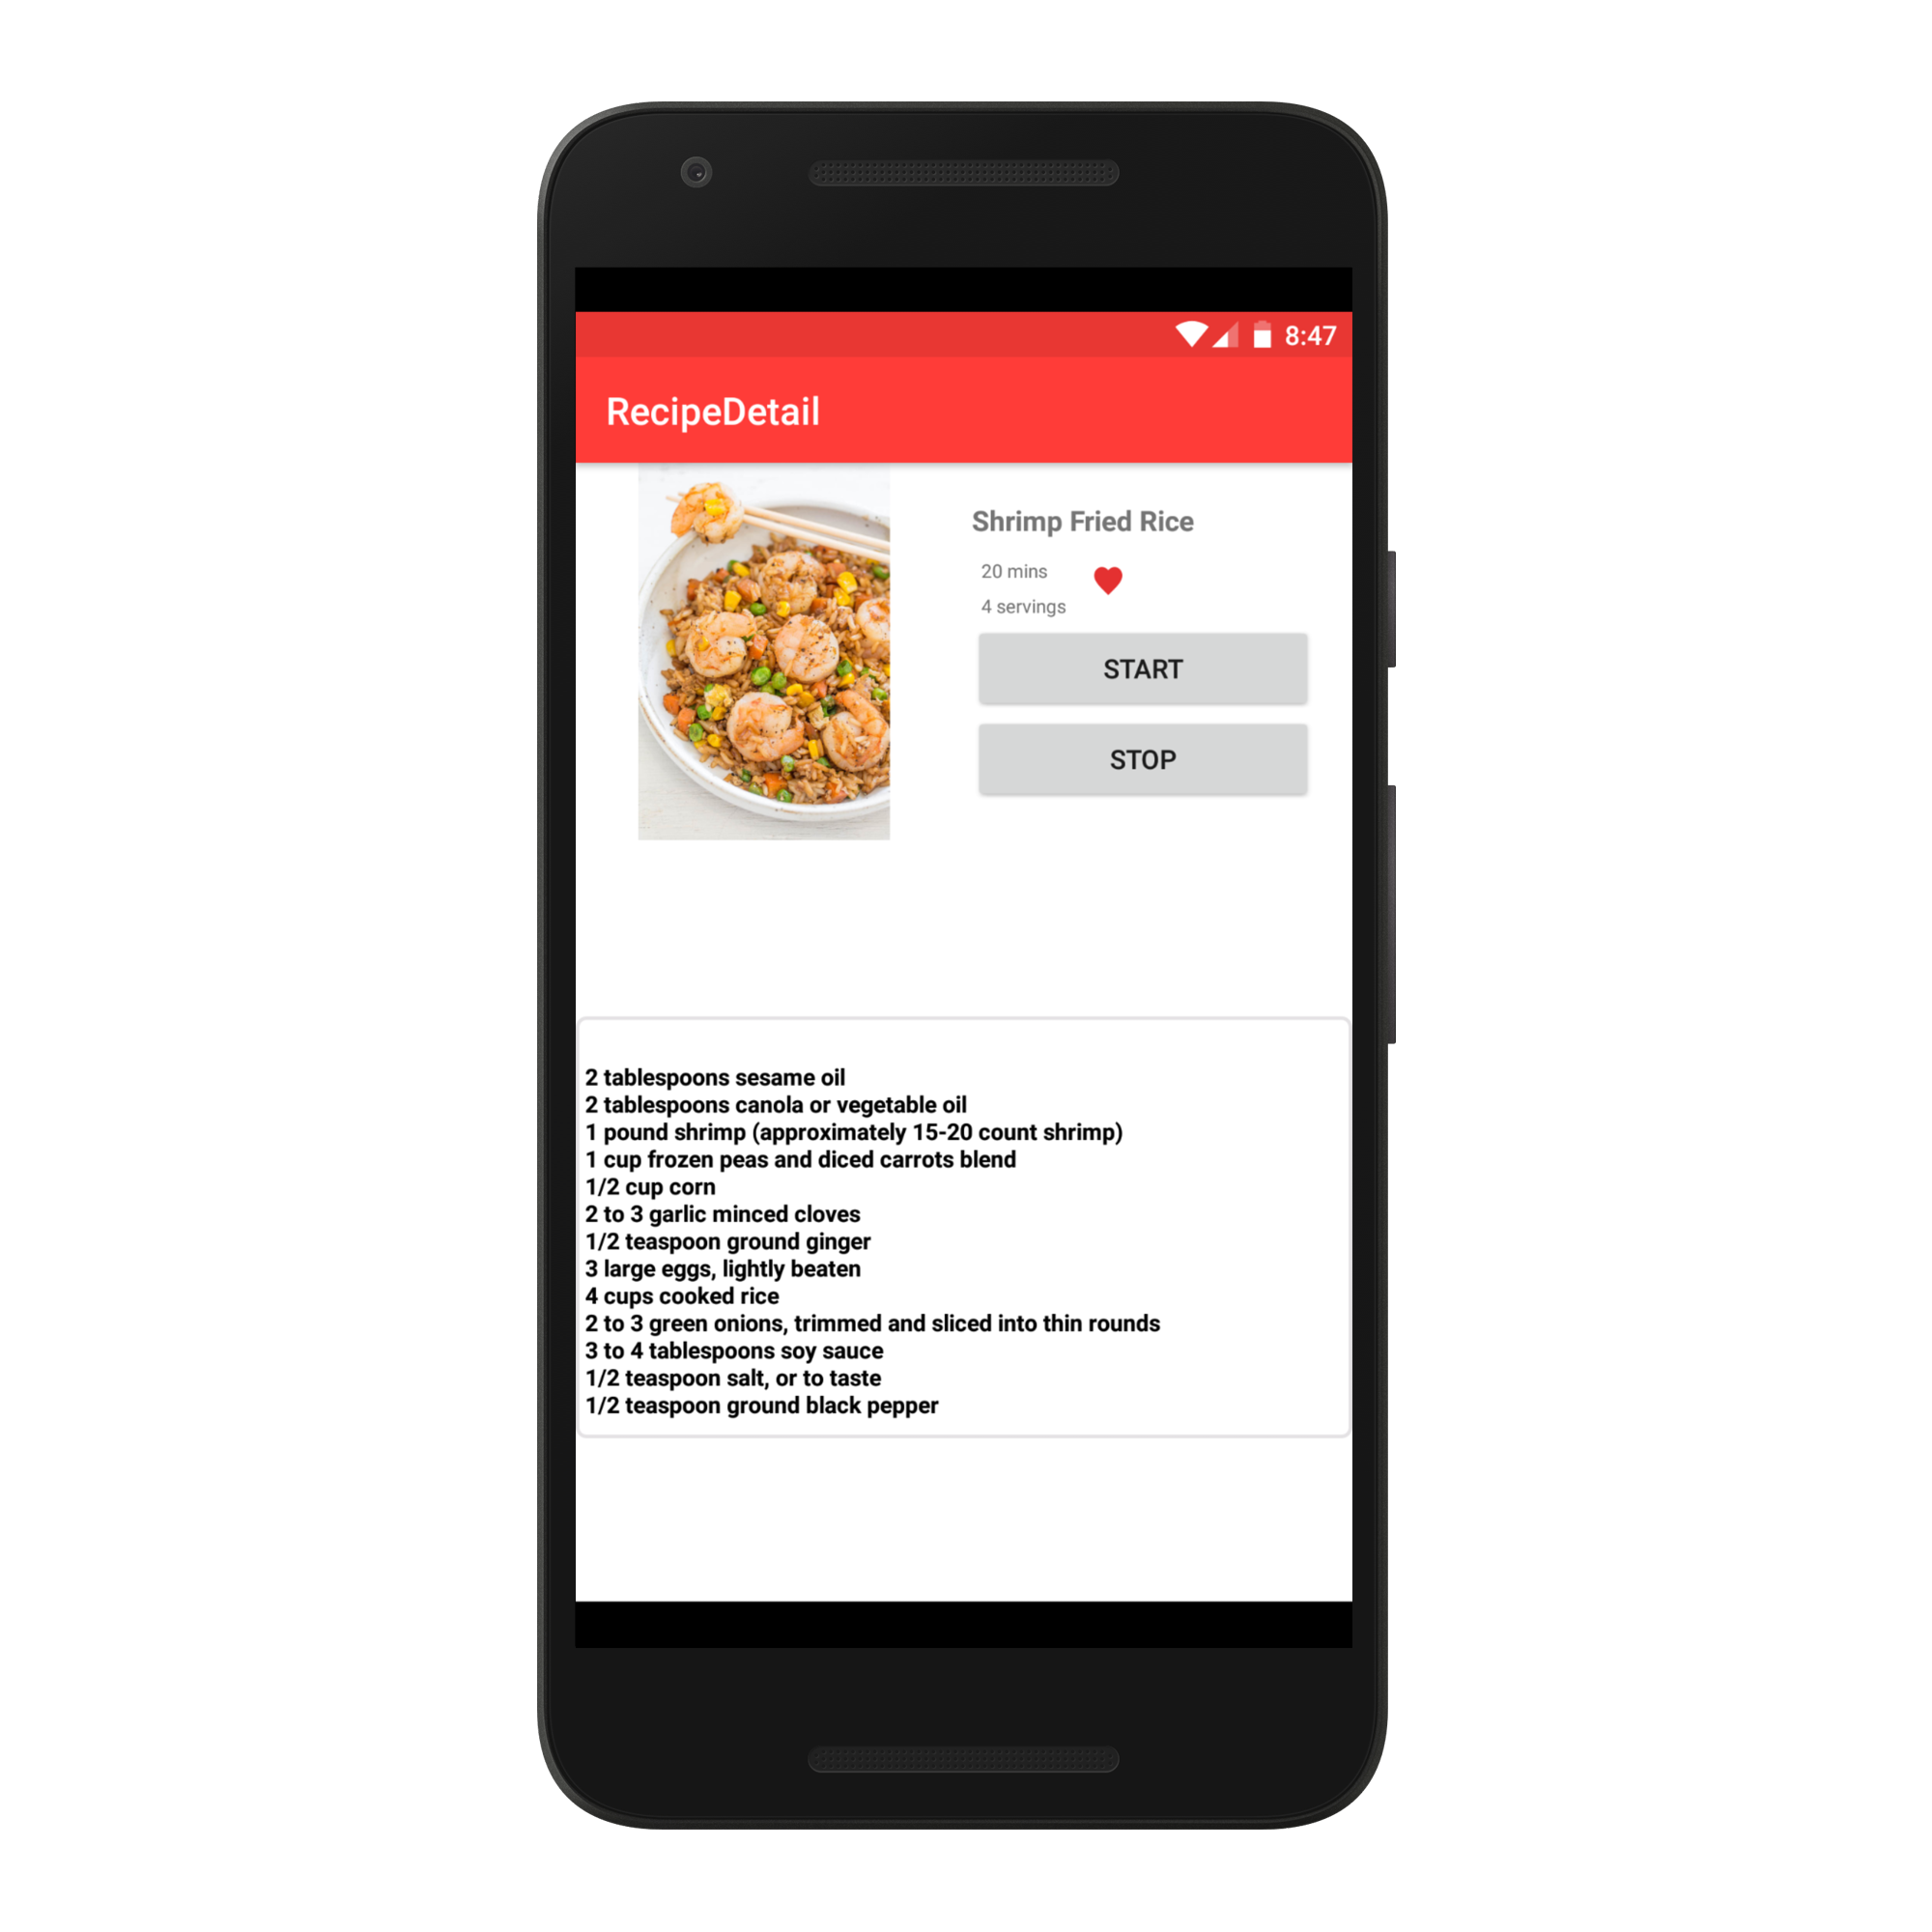 8:47
RecipeDetail
Shrimp Fried Rice
20 mins
4 servings
START
STOP
2 tablespoons sesame oil
2 tablespoons canola or vegetable oil
1 pound shrimp (approximately 15-20 count shrimp)
1 cup frozen peas and diced carrots blend
1/2 cup corn
2 to 3 garlic minced cloves
1/2 teaspoon ground ginger
3 large eggs, lightly beaten
4 cups cooked rice
2 to 3 green onions, trimmed and sliced into thin rounds
3 to 4 tablespoons soy sauce
1/2 teaspoon salt, or to taste
1/2 teaspoon ground black pepper